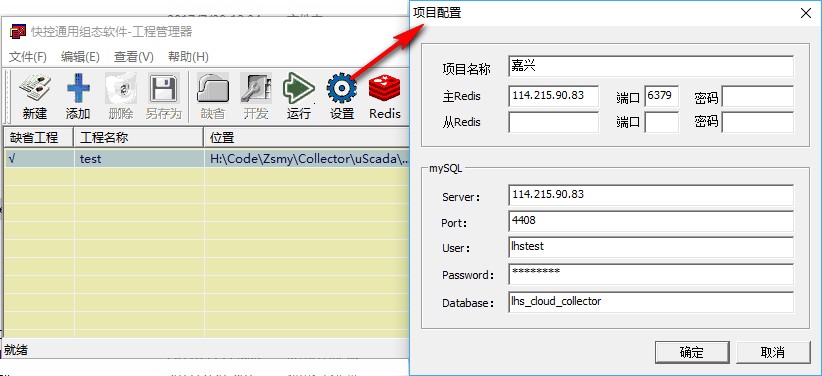 快控通用组态软件-工程管理器
文件(F) 编辑(E) 查看(V) 帮助(H)
新建 添加 删除 另存为 缺省 开发 运行 设置 Redis
缺省工程 工程名称 位置
√ test H:\Code\Zsmy\Collector\uScada\...
就绪
项目配置
项目名称 嘉兴
主Redis 114.215.90.83 端口 6379 密码
从Redis 端口 密码
mySQL
Server: 114.215.90.83
Port: 4408
User: lhstest
Password: ********
Database: lhs_cloud_collector
确定 取消